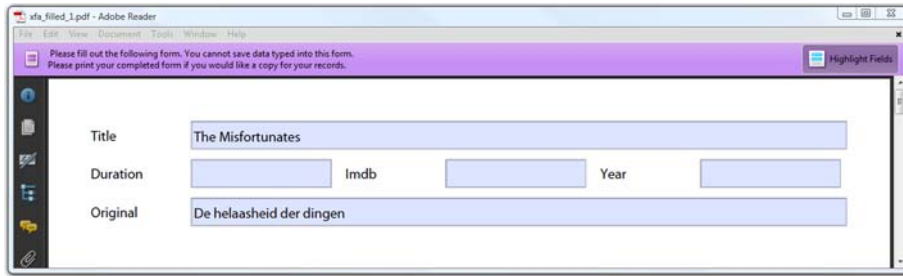 xfa_filled_1.pdf - Adobe Reader
File Edit View Document Tools Window Help
Please fill out the following form. You cannot save data typed into this form.
Please print your completed form if you would like a copy for your records.
Highlight Fields
Title The Misfortunates
Duration Imdb Year
Original De helaasheid der dingen